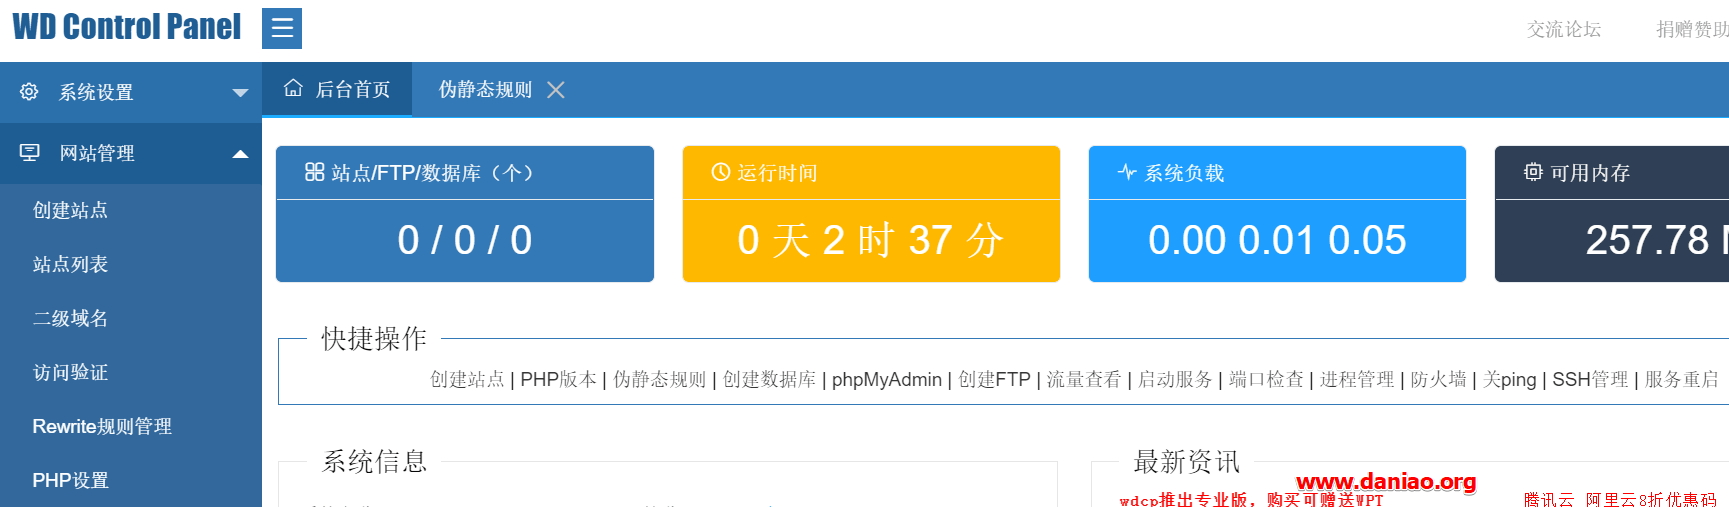 WD Control Panel
交流论坛 捐赠赞助
系统设置
后台首页 伪静态规则
网站管理
创建站点
站点列表
二级域名
访问验证
Rewrite规则管理
PHP设置
站点/FTP/数据库（个）
0 / 0 / 0
运行时间
0 天 2 时 37 分
系统负载
0.00 0.01 0.05
可用内存
257.78
快捷操作
创建站点 | PHP版本 | 伪静态规则 | 创建数据库 | phpMyAdmin | 创建FTP | 流量查看 | 启动服务 | 端口检查 | 进程管理 | 防火墙 | 关ping | SSH管理 | 服务重启
系统信息
最新资讯
www.daniao.org
wdcp推出专业版，购买可赠送WPT
腾讯云 阿里云8折优惠码